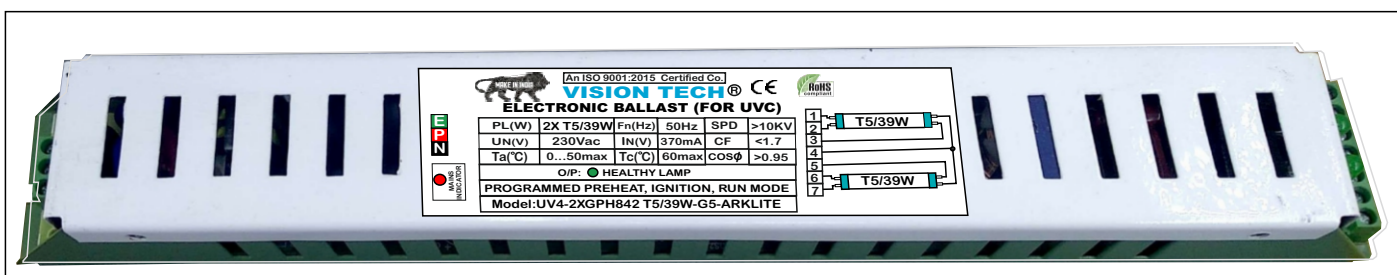 MAKE IN INDIA
An ISO 9001:2015 Certified Co.
VISION TECH® CE
RoHS
compliant
ELECTRONIC BALLAST (FOR UVC)
E
P
N
MAINS
INDICATOR
PL(W) 2X T5/39W Fn(Hz) 50Hz SPD >10KV
UN(V) 230Vac IN(V) 370mA CF <1.7
Ta(°C) 0...50max Tc(°C) 60max COSϕ >0.95
O/P: HEALTHY LAMP
PROGRAMMED PREHEAT, IGNITION, RUN MODE
Model:UV4-2XGPH842 T5/39W-G5-ARKLITE
1
2
3
4
5
6
7
T5/39W
T5/39W